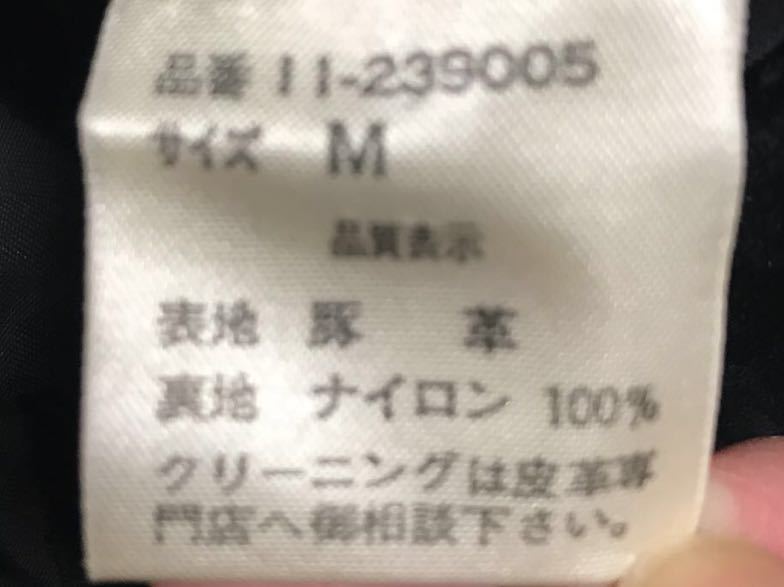 品番 11-239005
サイズ M
品質表示
表地 豚 革
裏地 ナイロン 100%
クリーニングは皮革専
門店へ御相談下さい。